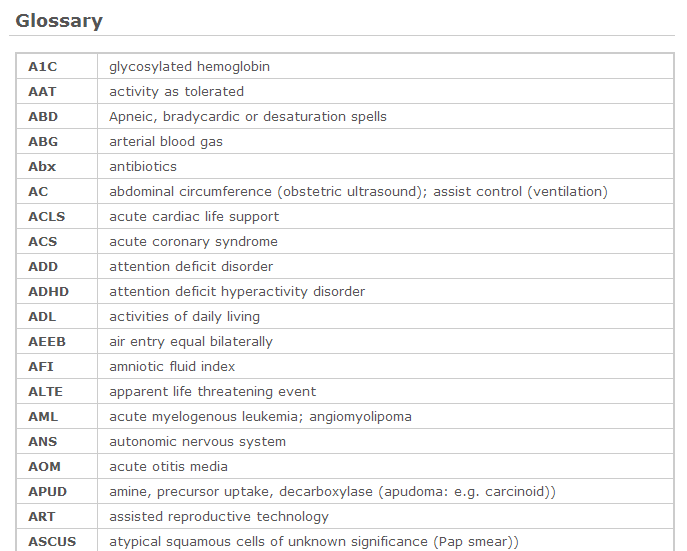 Glossary
A1C glycosylated hemoglobin
AAT activity as tolerated
ABD Apneic, bradycardic or desaturation spells
ABG arterial blood gas
Abx antibiotics
AC abdominal circumference (obstetric ultrasound); assist control (ventilation)
ACLS acute cardiac life support
ACS acute coronary syndrome
ADD attention deficit disorder
ADHD attention deficit hyperactivity disorder
ADL activities of daily living
AEEB air entry equal bilaterally
AFI amniotic fluid index
ALTE apparent life threatening event
AML acute myelogenous leukemia; angiomyolipoma
ANS autonomic nervous system
AOM acute otitis media
APUD amine, precursor uptake, decarboxylase (apudoma: e.g. carcinoid))
ART assisted reproductive technology
ASCUS atypical squamous cells of unknown significance (Pap smear))